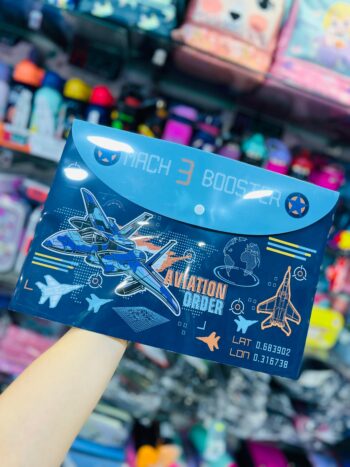 MACH 3 BOOSTER
AVIATION
ORDER
LAT 0.683902
LON 0.316738